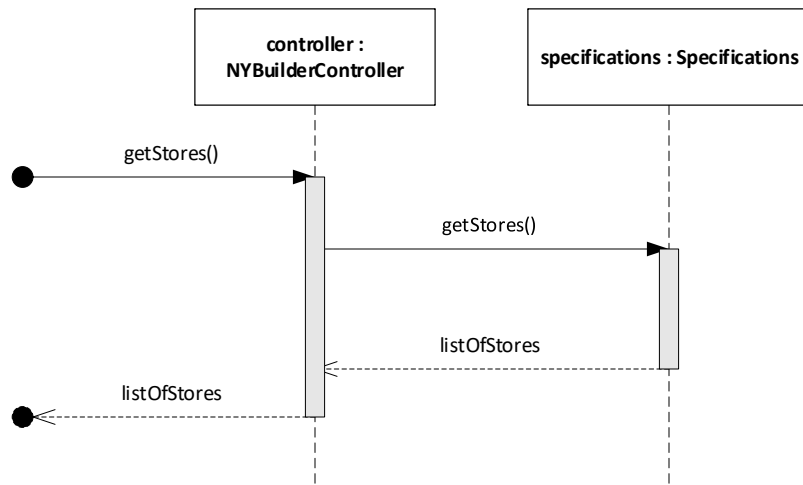 controller :
NYBuilderController
specifications : Specifications
getStores()
getStores()
listOfStores
listOfStores